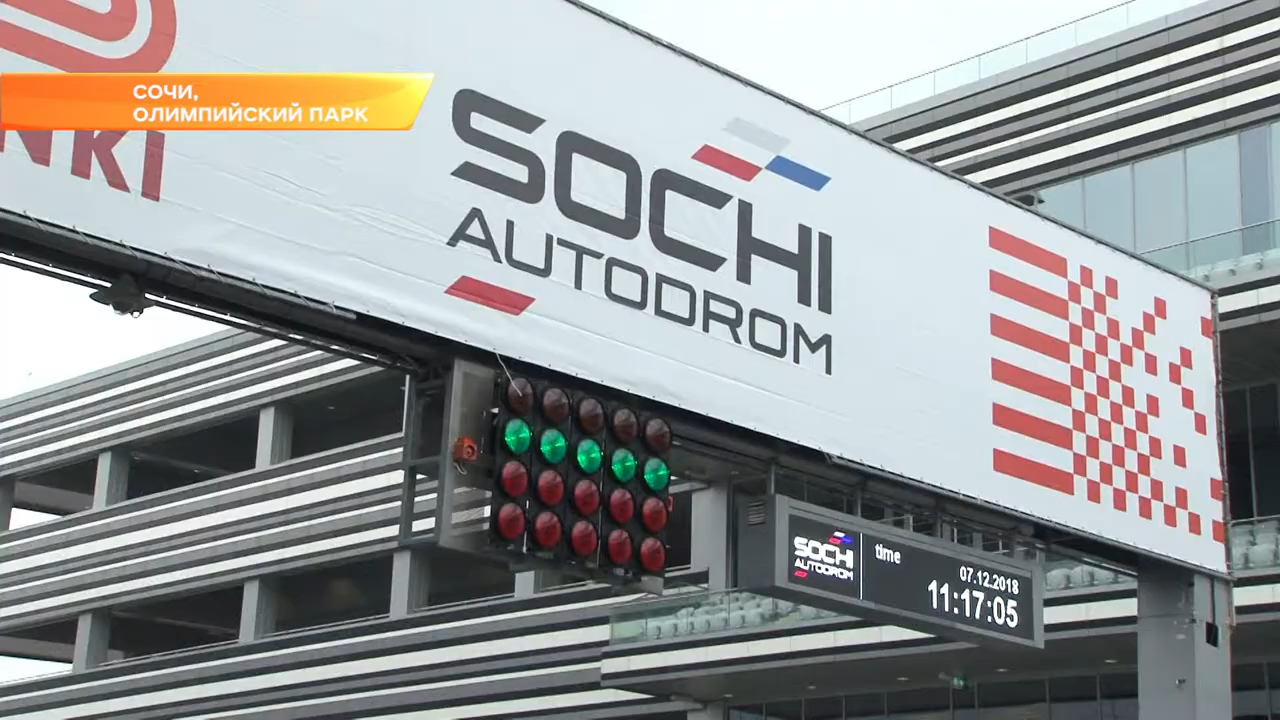 СОЧИ,
ОЛИМПИЙСКИЙ ПАРК
SOCHI
AUTODROM
SOCHI
AUTODROM
time
07.12.2018
11:17:05